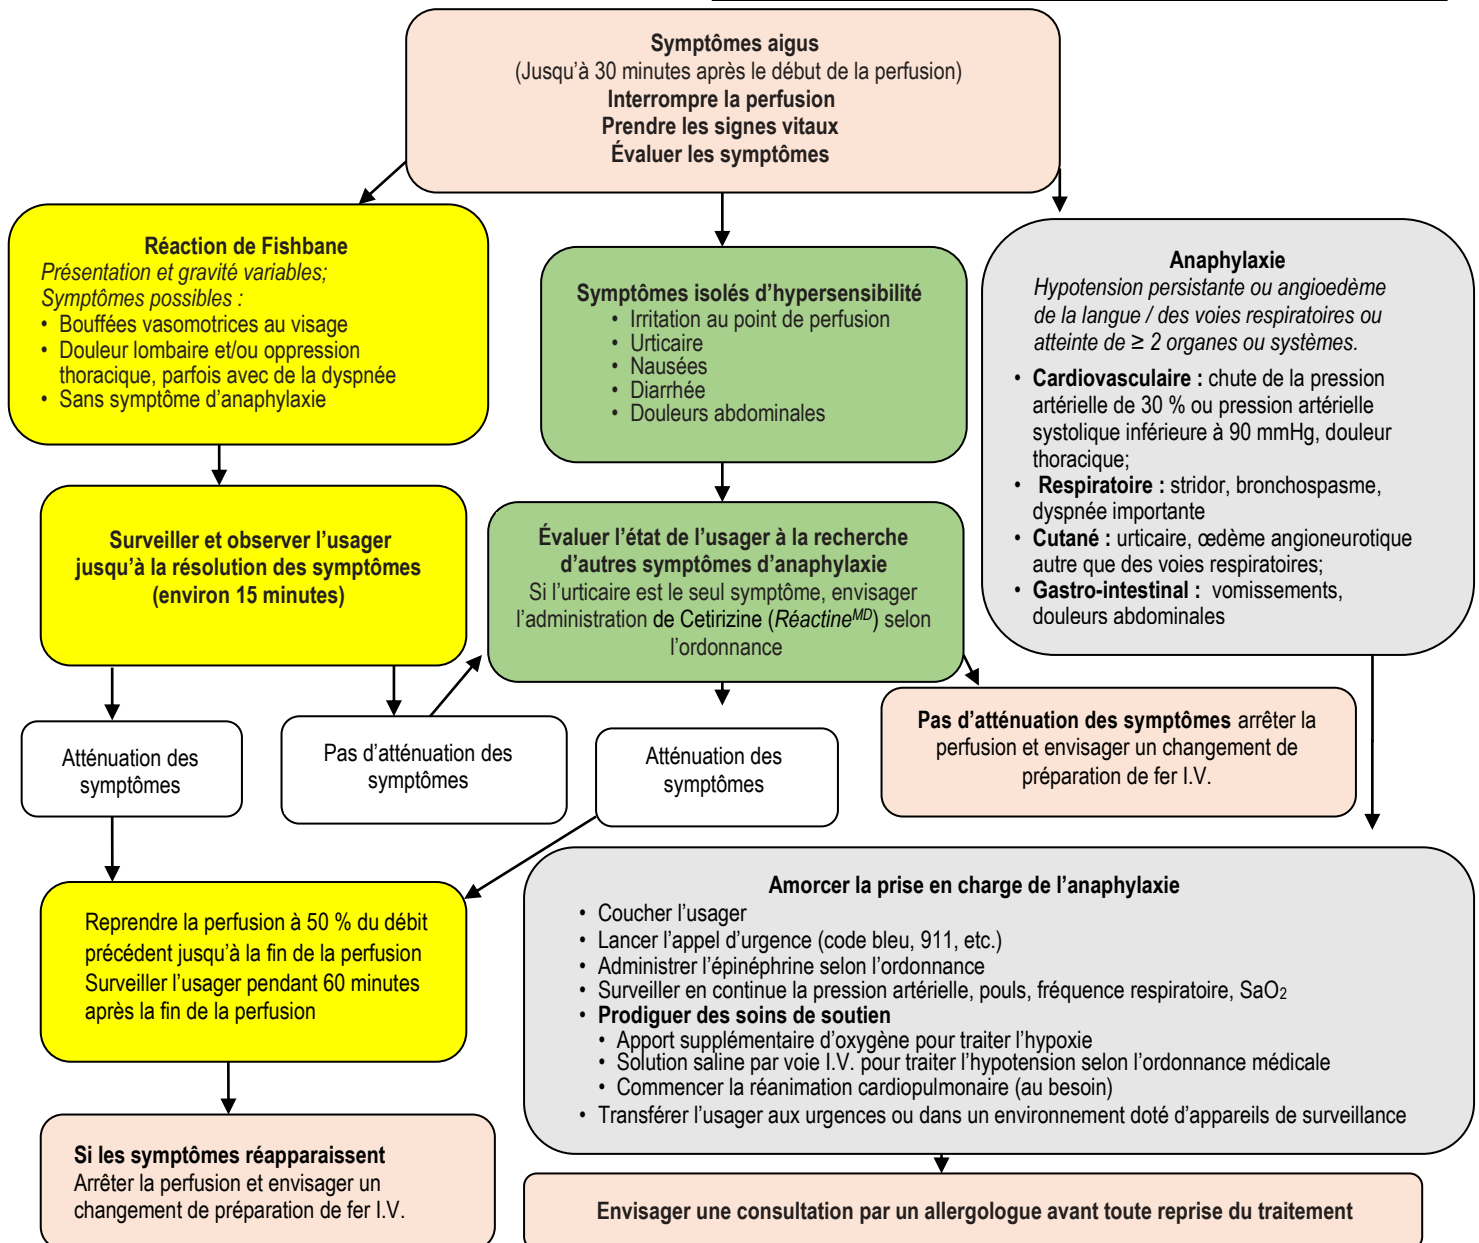 Symptômes aigus
(Jusqu'à 30 minutes après le début de la perfusion)
Interrompre la perfusion
Prendre les signes vitaux
Évaluer les symptômes
Réaction de Fishbane
Présentation et gravité variables;
Symptômes possibles :
• Bouffées vasomotrices au visage
• Douleur lombaire et/ou oppression
thoracique, parfois avec de la dyspnée
• Sans symptôme d'anaphylaxie
Symptômes isolés d'hypersensibilité
• Irritation au point de perfusion
• Urticaire
• Nausées
• Diarrhée
• Douleurs abdominales
Anaphylaxie
Hypotension persistante ou angioedème
de la langue / des voies respiratoires ou
atteinte de ≥ 2 organes ou systèmes.
• Cardiovasculaire : chute de la pression
artérielle de 30 % ou pression artérielle
systolique inférieure à 90 mmHg, douleur
thoracique;
• Respiratoire : stridor, bronchospasme,
dyspnée importante
• Cutané : urticaire, œdème angioneurotique
autre que des voies respiratoires;
• Gastro-intestinal : vomissements,
douleurs abdominales
Surveiller et observer l'usager
jusqu'à la résolution des symptômes
(environ 15 minutes)
Évaluer l'état de l'usager à la recherche
d'autres symptômes d'anaphylaxie
Si l'urticaire est le seul symptôme, envisager
l'administration de Cetirizine (Réactine^MD) selon
l'ordonnance
Atténuation des
symptômes
Pas d'atténuation des
symptômes
Atténuation des
symptômes
Pas d'atténuation des symptômes arrêter la
perfusion et envisager un changement de
préparation de fer I.V.
Reprendre la perfusion à 50 % du débit
précédent jusqu'à la fin de la perfusion
Surveiller l'usager pendant 60 minutes
après la fin de la perfusion
Amorcer la prise en charge de l'anaphylaxie
• Coucher l'usager
• Lancer l'appel d'urgence (code bleu, 911, etc.)
• Administrer l'épinéphrine selon l'ordonnance
• Surveiller en continue la pression artérielle, pouls, fréquence respiratoire, SaO2
• Prodiguer des soins de soutien
• Apport supplémentaire d'oxygène pour traiter l'hypoxie
• Solution saline par voie I.V. pour traiter l'hypotension selon l'ordonnance médicale
• Commencer la réanimation cardiopulmonaire (au besoin)
• Transférer l'usager aux urgences ou dans un environnement doté d'appareils de surveillance
Si les symptômes réapparaissent
Arrêter la perfusion et envisager un
changement de préparation de fer I.V.
Envisager une consultation par un allergologue avant toute reprise du traitement